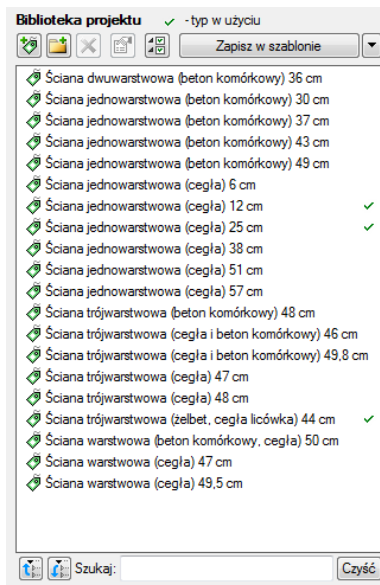 Biblioteka projektu ✓ - typ w użyciu
Zapisz w szablonie
Ściana dwuwarstwowa (beton komórkowy) 36 cm
Ściana jednowarstwowa (beton komórkowy) 30 cm
Ściana jednowarstwowa (beton komórkowy) 37 cm
Ściana jednowarstwowa (beton komórkowy) 43 cm
Ściana jednowarstwowa (beton komórkowy) 49 cm
Ściana jednowarstwowa (cegła) 6 cm
Ściana jednowarstwowa (cegła) 12 cm ✓
Ściana jednowarstwowa (cegła) 25 cm ✓
Ściana jednowarstwowa (cegła) 38 cm
Ściana jednowarstwowa (cegła) 51 cm
Ściana jednowarstwowa (cegła) 57 cm
Ściana trójwarstwowa (beton komórkowy) 48 cm
Ściana trójwarstwowa (cegła i beton komórkowy) 46 cm
Ściana trójwarstwowa (cegła i beton komórkowy) 49,8 cm
Ściana trójwarstwowa (cegła) 47 cm
Ściana trójwarstwowa (cegła) 48 cm
Ściana trójwarstwowa (żelbet, cegła licówka) 44 cm ✓
Ściana warstwowa (beton komórkowy, cegła) 50 cm
Ściana warstwowa (cegła) 47 cm
Ściana warstwowa (cegła) 49,5 cm
Szukaj: Czyść